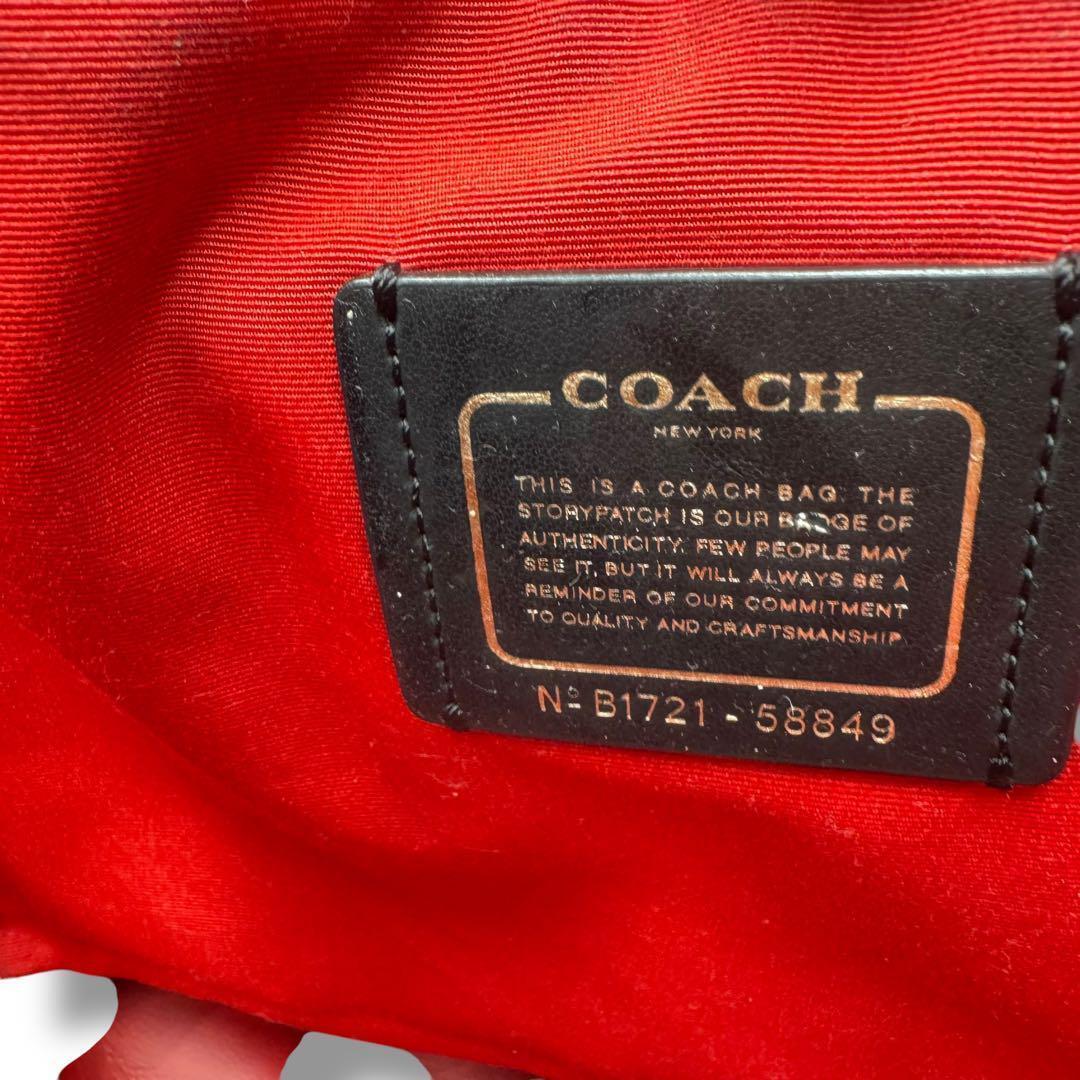 COACH
NEW YORK
THIS IS A COACH BAG. THE
STORYPATCH IS OUR BADGE OF
AUTHENTICITY. FEW PEOPLE MAY
SEE IT, BUT IT WILL ALWAYS BE A
REMINDER OF OUR COMMITMENT
TO QUALITY AND CRAFTSMANSHIP.
Nº B1721 - 58849